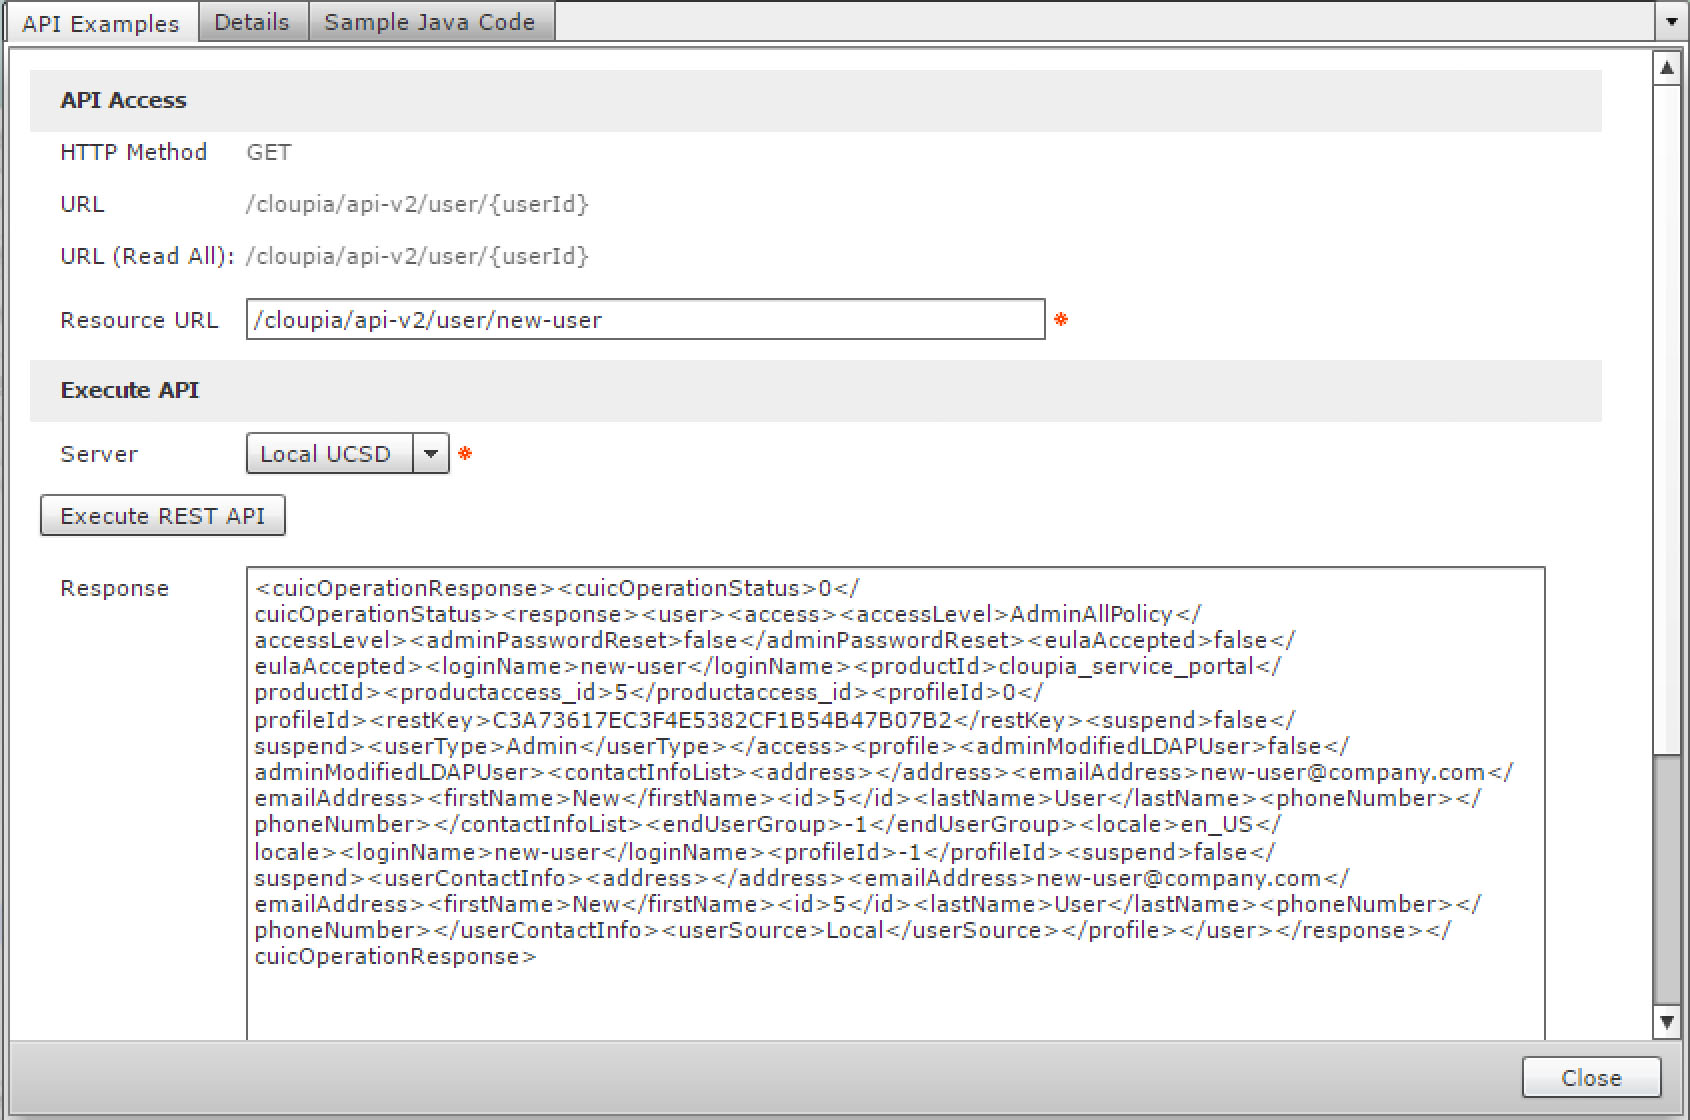 API Examples
Details
Sample Java Code
API Access
HTTP Method GET
URL /cloupia/api-v2/user/{userId}
URL (Read All): /cloupia/api-v2/user/{userId}
Resource URL /cloupia/api-v2/user/new-user *
Execute API
Server Local UCSD *
Execute REST API
Response
<cuicOperationResponse><cuicOperationStatus>0</
cuicOperationStatus><response><user><access><accessLevel>AdminAllPolicy</
accessLevel><adminPasswordReset>false</adminPasswordReset><eulaAccepted>false</
eulaAccepted><loginName>new-user</loginName><productId>cloupia_service_portal</
productId><productaccess_id>5</productaccess_id><profileId>0</
profileId><restKey>C3A73617EC3F4E5382CF1B54B47B07B2</restKey><suspend>false</
suspend><userType>Admin</userType></access><profile><adminModifiedLDAPUser>false</
adminModifiedLDAPUser><contactInfoList><address></address><emailAddress>new-user@company.com</
emailAddress><firstName>New</firstName><id>5</id><lastName>User</lastName><phoneNumber></
phoneNumber></contactInfoList><endUserGroup>-1</endUserGroup><locale>en_US</
locale><loginName>new-user</loginName><profileId>-1</profileId><suspend>false</
suspend><userContactInfo><address></address><emailAddress>new-user@company.com</
emailAddress><firstName>New</firstName><id>5</id><lastName>User</lastName><phoneNumber></
phoneNumber></userContactInfo><userSource>Local</userSource></profile></user></response></
cuicOperationResponse>
Close